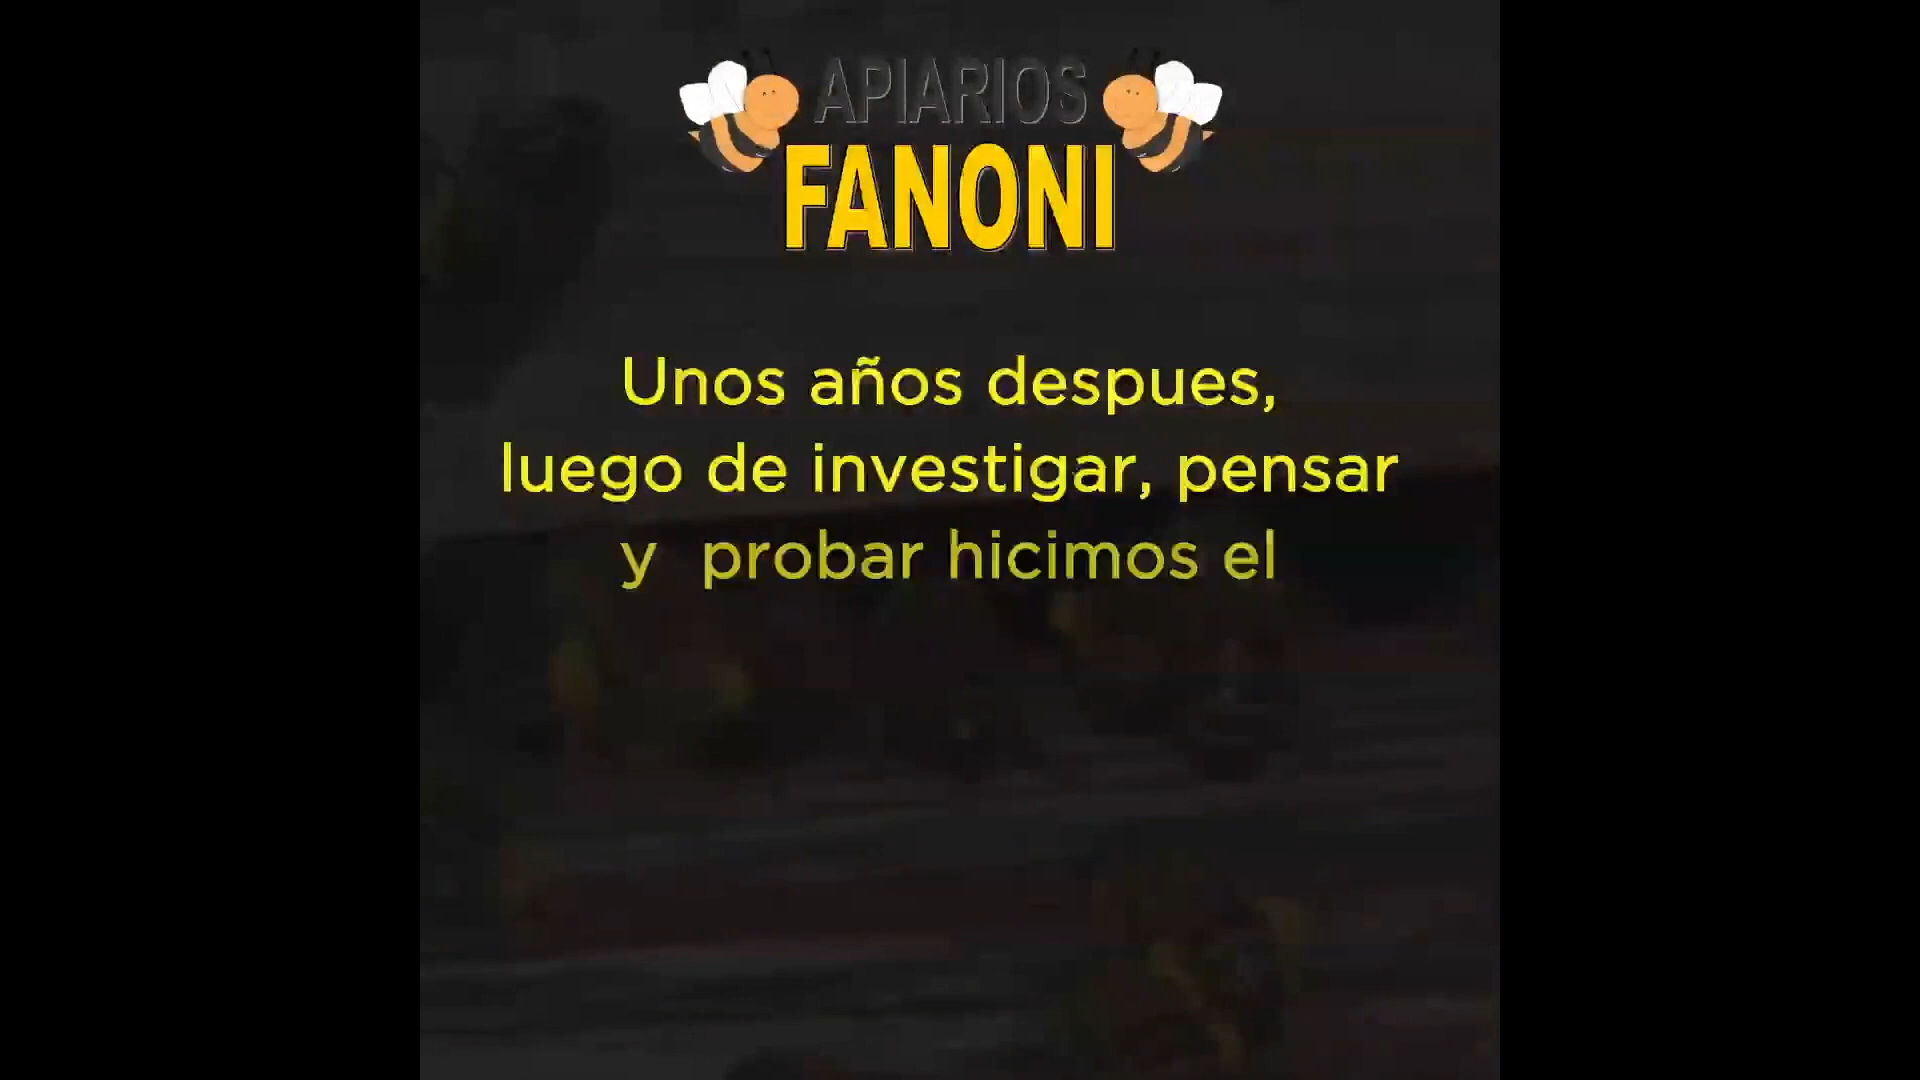 APIARIOS
FANONI
Unos años despues,
luego de investigar, pensar
y probar hicimos el